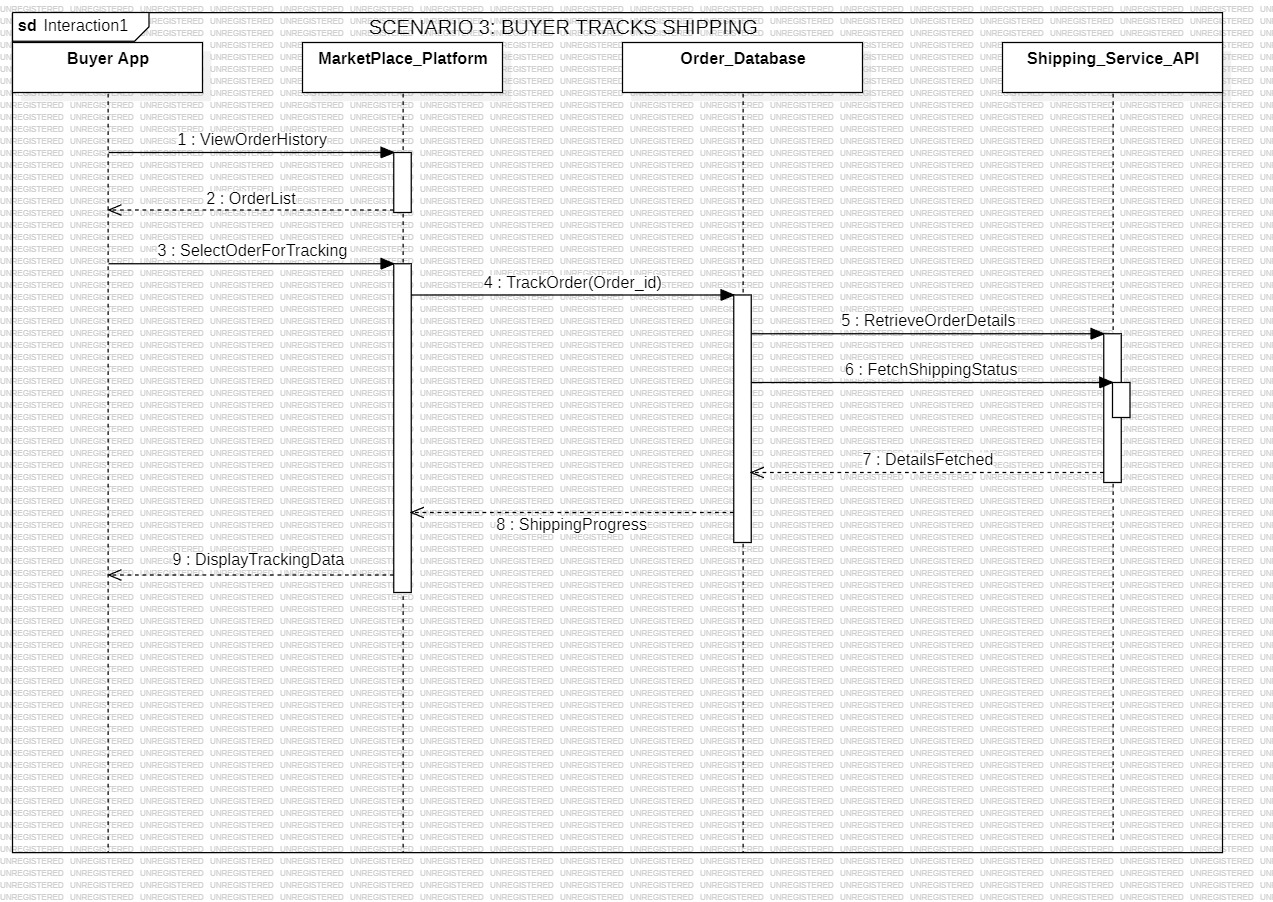 sd Interaction1
SCENARIO 3: BUYER TRACKS SHIPPING
Buyer App
MarketPlace_Platform
Order_Database
Shipping_Service_API
1 : ViewOrderHistory
2 : OrderList
3 : SelectOderForTracking
4 : TrackOrder(Order_id)
5 : RetrieveOrderDetails
6 : FetchShippingStatus
7 : DetailsFetched
8 : ShippingProgress
9 : DisplayTrackingData
UNREGISTERED